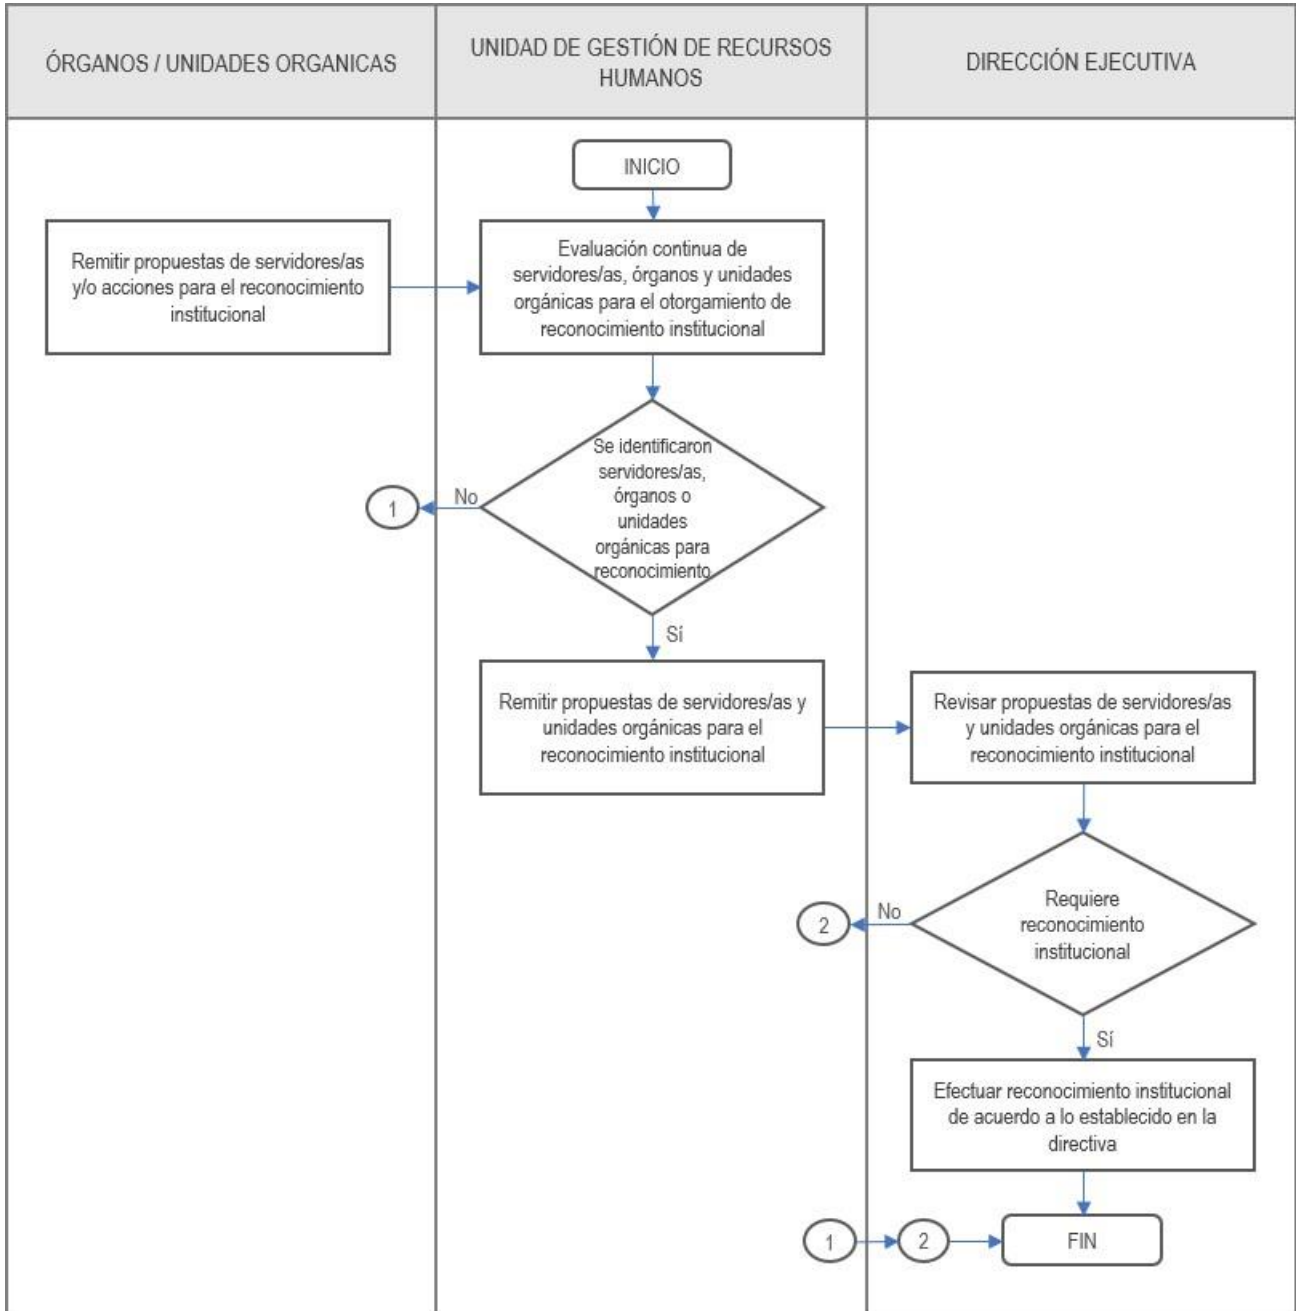 ÓRGANOS / UNIDADES ORGANICAS
UNIDAD DE GESTIÓN DE RECURSOS
HUMANOS
DIRECCIÓN EJECUTIVA
INICIO
Remitir propuestas de servidores/as
y/o acciones para el reconocimiento
institucional
Evaluación continua de
servidores/as, órganos y unidades
orgánicas para el otorgamiento de
reconocimiento institucional
Se identificaron
servidores/as,
órganos o
unidades
orgánicas para
reconocimiento
No
1
Sí
Remitir propuestas de servidores/as y
unidades orgánicas para el
reconocimiento institucional
Revisar propuestas de servidores/as
y unidades orgánicas para el
reconocimiento institucional
Requiere
reconocimiento
institucional
No
2
Sí
Efectuar reconocimiento institucional
de acuerdo a lo establecido en la
directiva
1
2
FIN